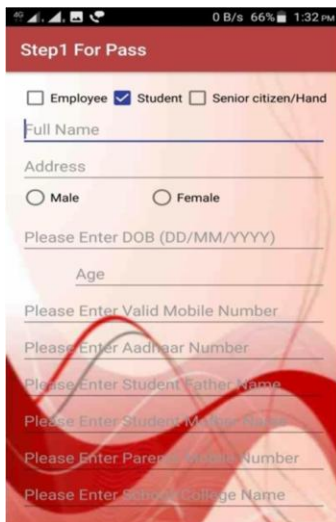 4G 0 B/s 66% 1:32 PM
Step1 For Pass
Employee Student Senior citizen/Hand
Full Name
Address
Male Female
Please Enter DOB (DD/MM/YYYY)
Age
Please Enter Valid Mobile Number
Please Enter Aadhaar Number
Please Enter Student Father Name
Please Enter Student Mother Name
Please Enter Parents Mobile Number
Please Enter School/College Name